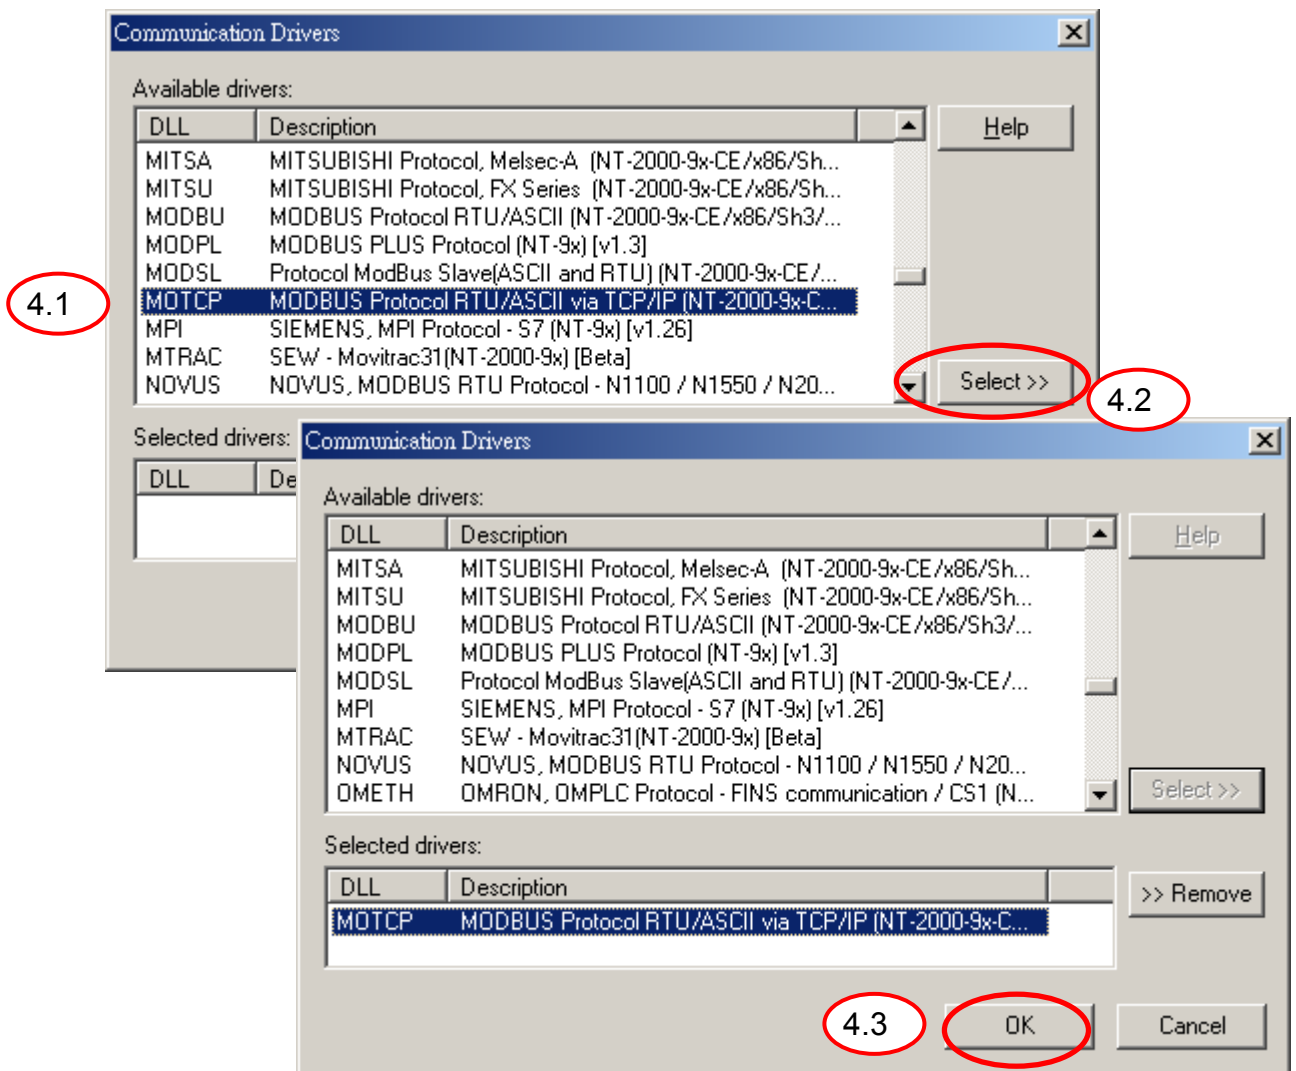 Communication Drivers
Available drivers:
DLL Description
Help
MITSA MITSUBISHI Protocol, Melsec-A (NT-2000-9x-CE/x86/Sh...
MITSU MITSUBISHI Protocol, FX Series (NT-2000-9x-CE/x86/Sh...
MODBU MODBUS Protocol RTU/ASCII (NT-2000-9x-CE/x86/Sh3/...
MODPL MODBUS PLUS Protocol (NT-9x) [v1.3]
MODSL Protocol ModBus Slave(ASCII and RTU) (NT-2000-9x-CE/...
4.1
MOTCP MODBUS Protocol RTU/ASCII via TCP/IP (NT-2000-9x-C...
MPI SIEMENS, MPI Protocol - S7 (NT-9x) [v1.26]
MTRAC SEW - Movitrac31(NT-2000-9x) [Beta]
NOVUS NOVUS, MODBUS RTU Protocol - N1100 / N1550 / N20...
Select >>
4.2
Selected drivers:
DLL De
Communication Drivers
Available drivers:
DLL Description
Help
MITSA MITSUBISHI Protocol, Melsec-A (NT-2000-9x-CE/x86/Sh...
MITSU MITSUBISHI Protocol, FX Series (NT-2000-9x-CE/x86/Sh...
MODBU MODBUS Protocol RTU/ASCII (NT-2000-9x-CE/x86/Sh3/...
MODPL MODBUS PLUS Protocol (NT-9x) [v1.3]
MODSL Protocol ModBus Slave(ASCII and RTU) (NT-2000-9x-CE/...
MPI SIEMENS, MPI Protocol - S7 (NT-9x) [v1.26]
MTRAC SEW - Movitrac31(NT-2000-9x) [Beta]
NOVUS NOVUS, MODBUS RTU Protocol - N1100 / N1550 / N20...
OMETH OMRON, OMPLC Protocol - FINS communication / CS1 (N...
Select >>
Selected drivers:
DLL Description
>> Remove
MOTCP MODBUS Protocol RTU/ASCII via TCP/IP (NT-2000-9x-C...
4.3
OK
Cancel